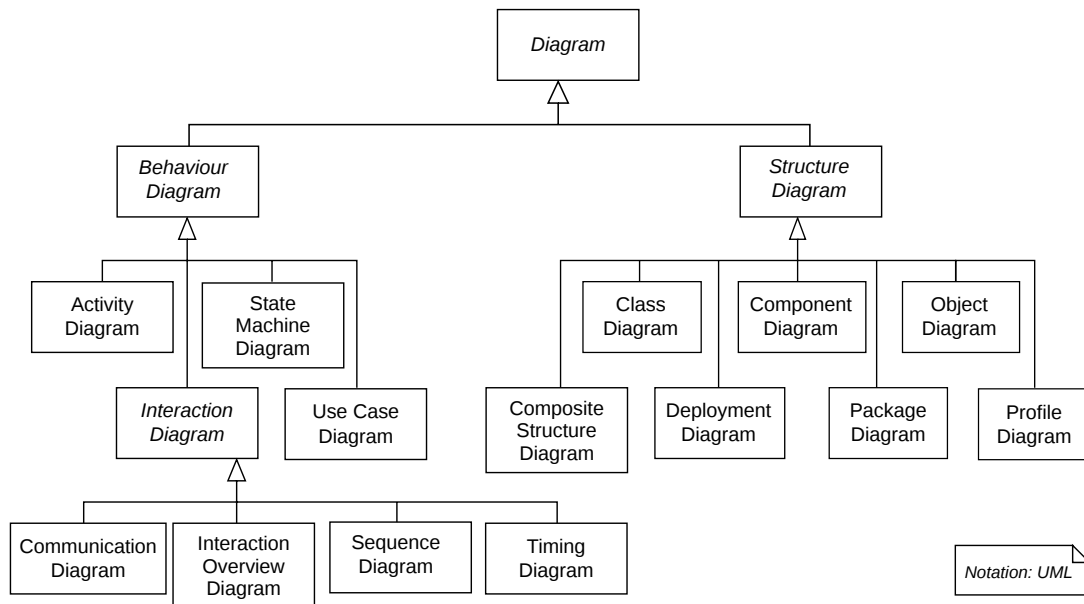 Diagram
Behaviour
Diagram
Structure
Diagram
Activity
Diagram
State
Machine
Diagram
Class
Diagram
Component
Diagram
Object
Diagram
Interaction
Diagram
Use Case
Diagram
Composite
Structure
Diagram
Deployment
Diagram
Package
Diagram
Profile
Diagram
Communication
Diagram
Interaction
Overview
Diagram
Sequence
Diagram
Timing
Diagram
Notation: UML